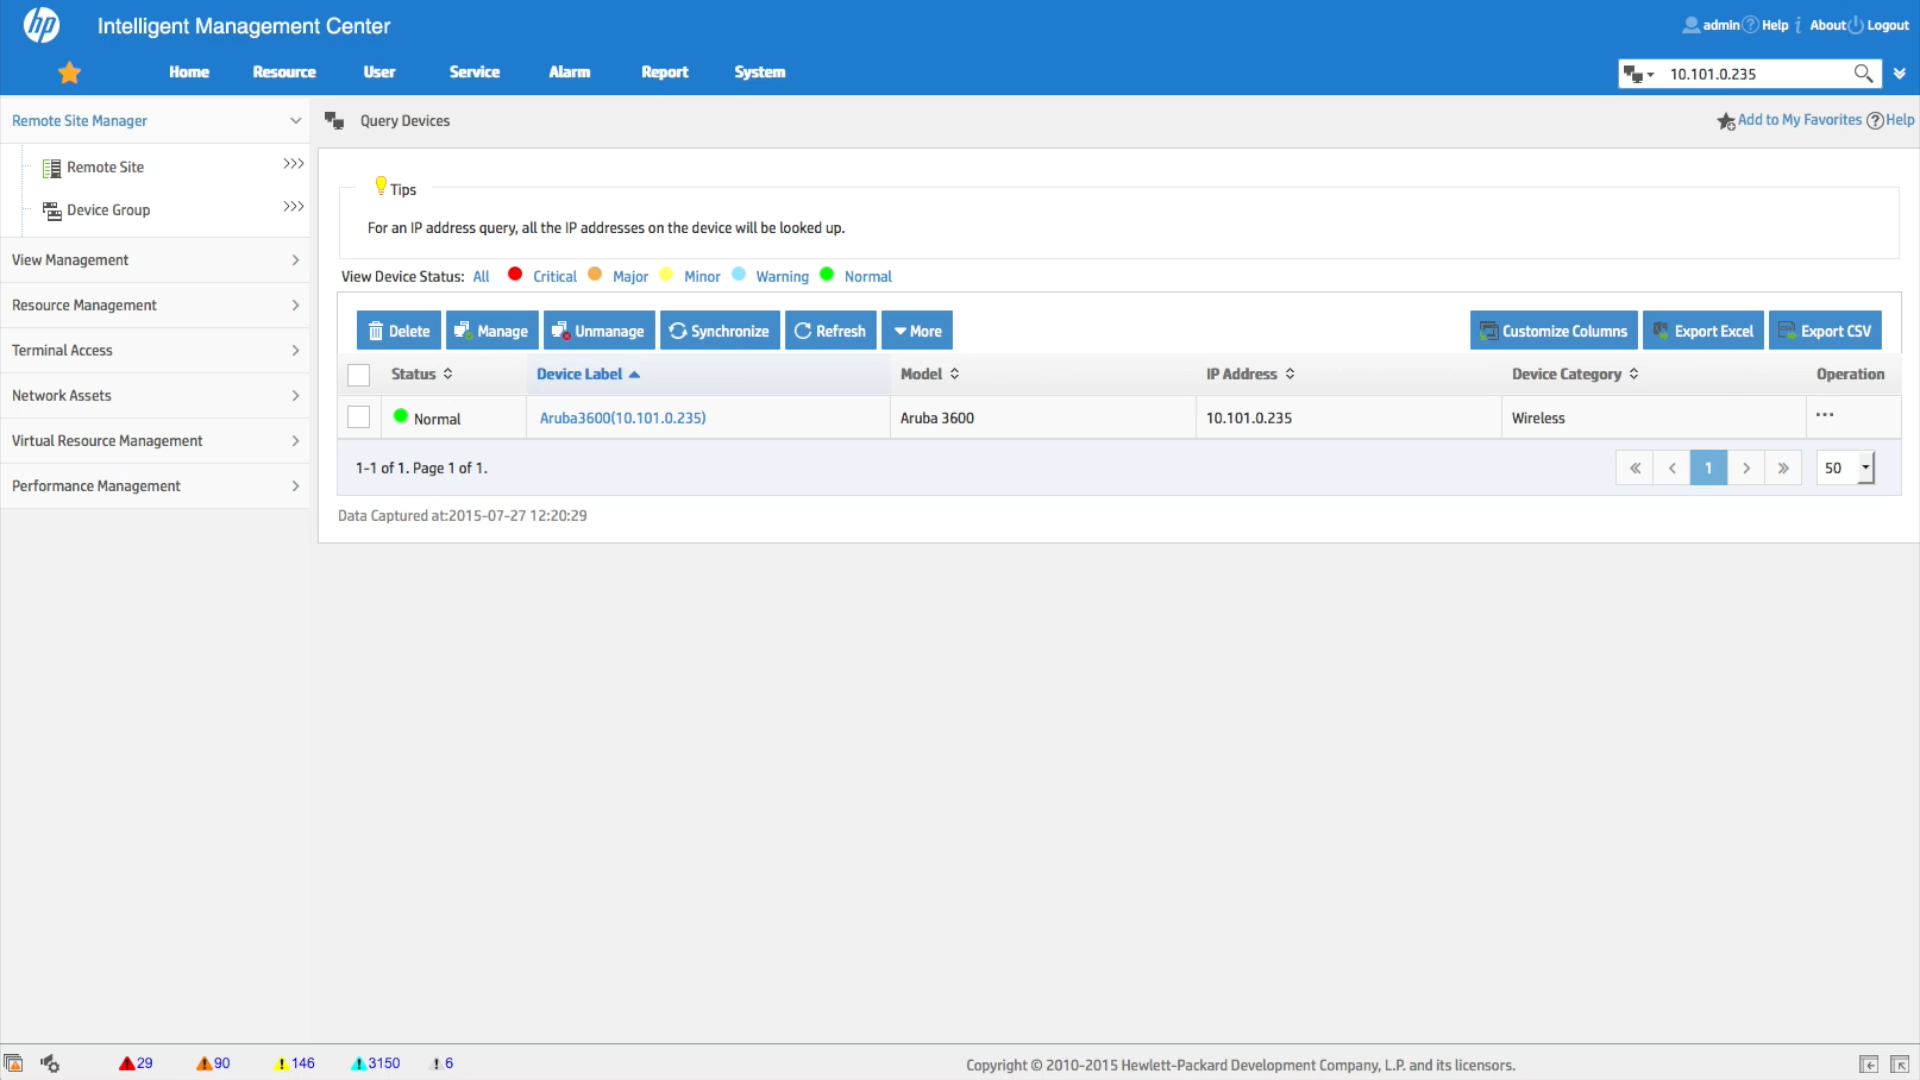 hp Intelligent Management Center
admin Help About Logout
Home Resource User Service Alarm Report System
10.101.0.235
Remote Site Manager
Remote Site
Device Group
View Management
Resource Management
Terminal Access
Network Assets
Virtual Resource Management
Performance Management
Query Devices
Add to My Favorites Help
Tips
For an IP address query, all the IP addresses on the device will be looked up.
View Device Status: All Critical Major Minor Warning Normal
Delete Manage Unmanage Synchronize Refresh More
Customize Columns Export Excel Export CSV
Status Device Label Model IP Address Device Category Operation
Normal Aruba3600(10.101.0.235) Aruba 3600 10.101.0.235 Wireless ...
1-1 of 1. Page 1 of 1.
« < 1 > » 50
Data Captured at:2015-07-27 12:20:29
29 90 146 3150 6
Copyright © 2010-2015 Hewlett-Packard Development Company, L.P. and its licensors.